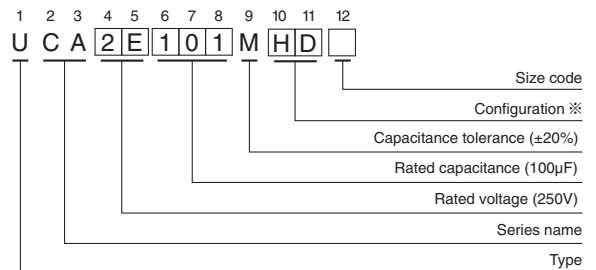 1 2 3 4 5 6 7 8 9 10 11 12
U C A 2 E 1 0 1 M H D
Size code
Configuration ※
Capacitance tolerance (±20%)
Rated capacitance (100µF)
Rated voltage (250V)
Series name
Type